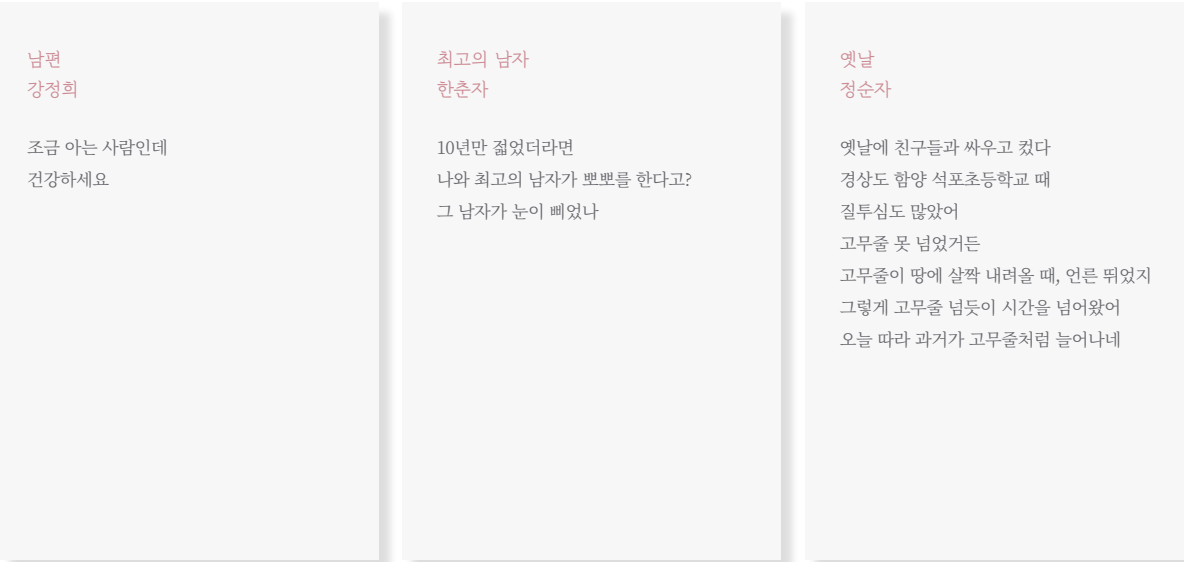 남편
강정희
조금 아는 사람인데
건강하세요
최고의 남자
한춘자
10년만 젋었더라면
나와 최고의 남자가 뽀뽀를 한다고?
그 남자가 눈이 삐었나
옛날
정순자
옛날에 친구들과 싸우고 컸다
경상도 함양 석포초등학교 때
질투심도 많았어
고무줄 못 넘었거든
고무줄이 땅에 살짝 내려올 때, 언른 뛰었지
그렇게 고무줄 넘듯이 시간을 넘어왔어
오늘 따라 과거가 고무줄처럼 늘어나네